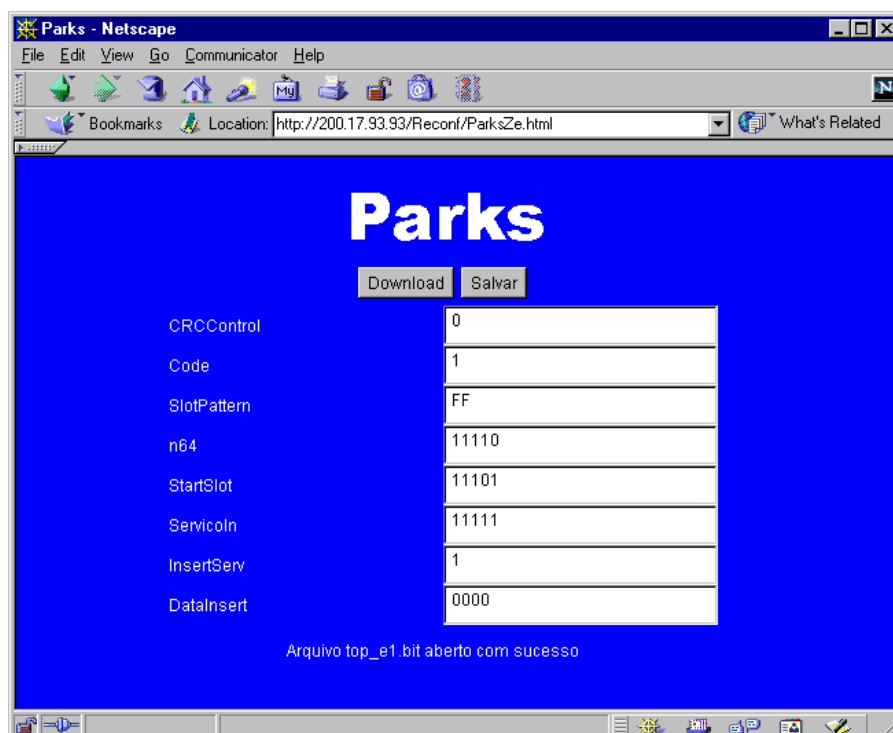 Parks - Netscape
File Edit View Go Communicator Help
My
N
Bookmarks Location: http://200.17.93.93/Reconf/ParksZe.html What's Related
Parks
Download Salvar
CRCControl 0
Code 1
SlotPattern FF
n64 11110
StartSlot 11101
ServicoIn 11111
InsertServ 1
DataInsert 0000
Arquivo top_e1.bit aberto com sucesso